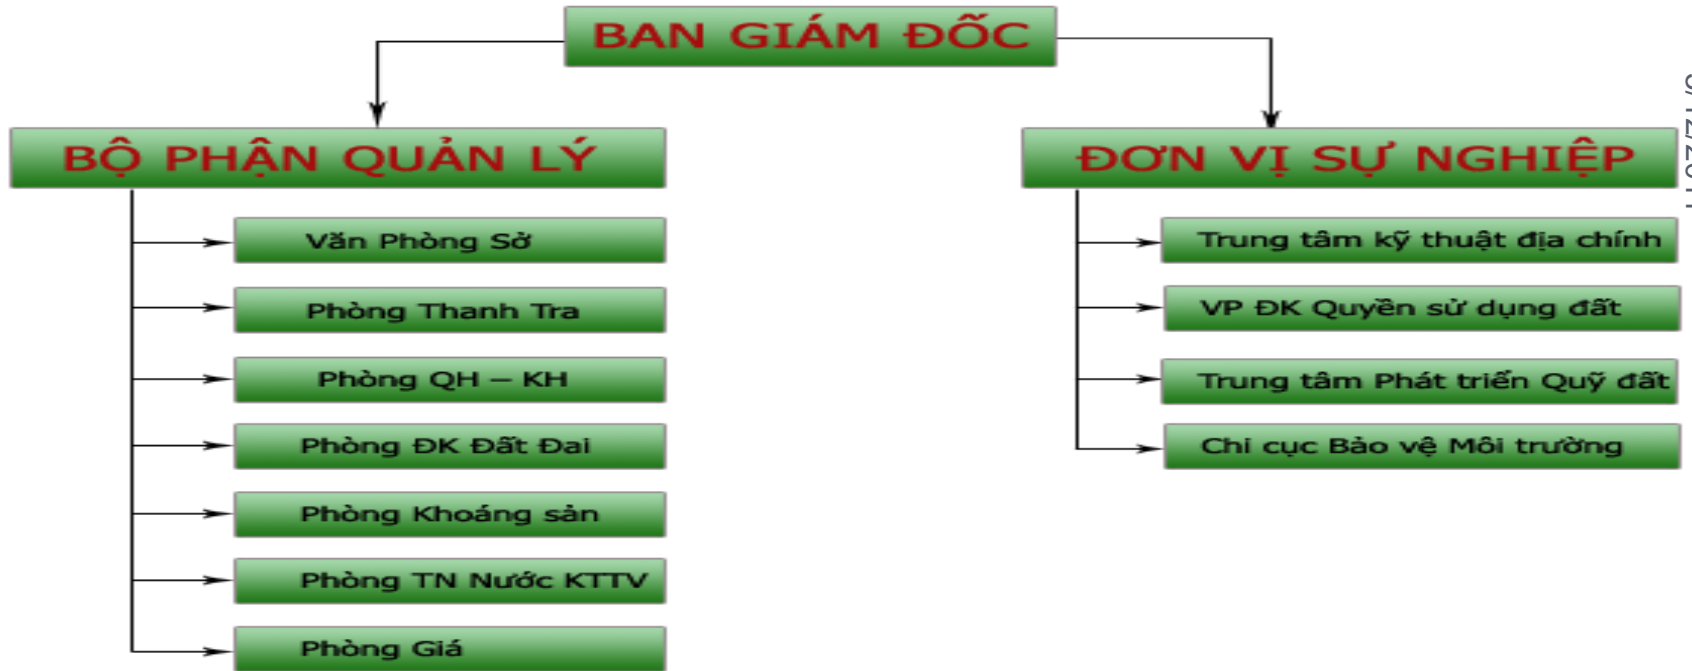 BAN GIÁM ĐỐC
BỘ PHẬN QUẢN LÝ
Văn Phòng Sở
Phòng Thanh Tra
Phòng QH – KH
Phòng ĐK Đất Đai
Phòng Khoáng sản
Phòng TN Nước KTTV
Phòng Giá
ĐƠN VỊ SỰ NGHIỆP
Trung tâm kỹ thuật địa chính
VP ĐK Quyền sử dụng đất
Trung tâm Phát triển Quỹ đất
Chi cục Bảo vệ Môi trường